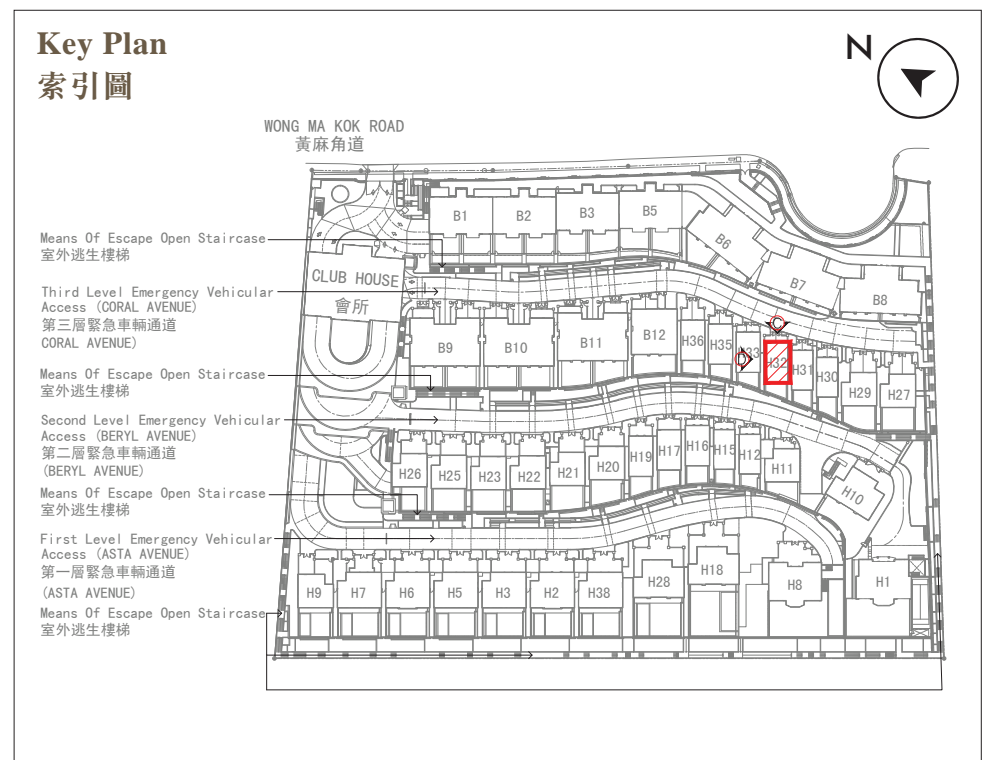 Key Plan
索引圖
N
WONG MA KOK ROAD
黃麻角道
Means Of Escape Open Staircase
室外逃生樓梯
Third Level Emergency Vehicular
Access (CORAL AVENUE)
第三層緊急車輛通道
CORAL AVENUE)
Means Of Escape Open Staircase
室外逃生樓梯
Second Level Emergency Vehicular
Access (BERYL AVENUE)
第二層緊急車輛通道
(BERYL AVENUE)
Means Of Escape Open Staircase
室外逃生樓梯
First Level Emergency Vehicular
Access (ASTA AVENUE)
第一層緊急車輛通道
(ASTA AVENUE)
Means Of Escape Open Staircase
室外逃生樓梯
CLUB HOUSE
會所
B1 B2 B3 B5 B6 B7 B8
B9 B10 B11 B12 H36 H35 H32 H31 H30 H29 H27
C
D
H26 H25 H23 H22 H21 H20 H19 H17 H16 H15 H12 H11 H10
H9 H7 H6 H5 H3 H2 H38 H28 H18 H8 H1